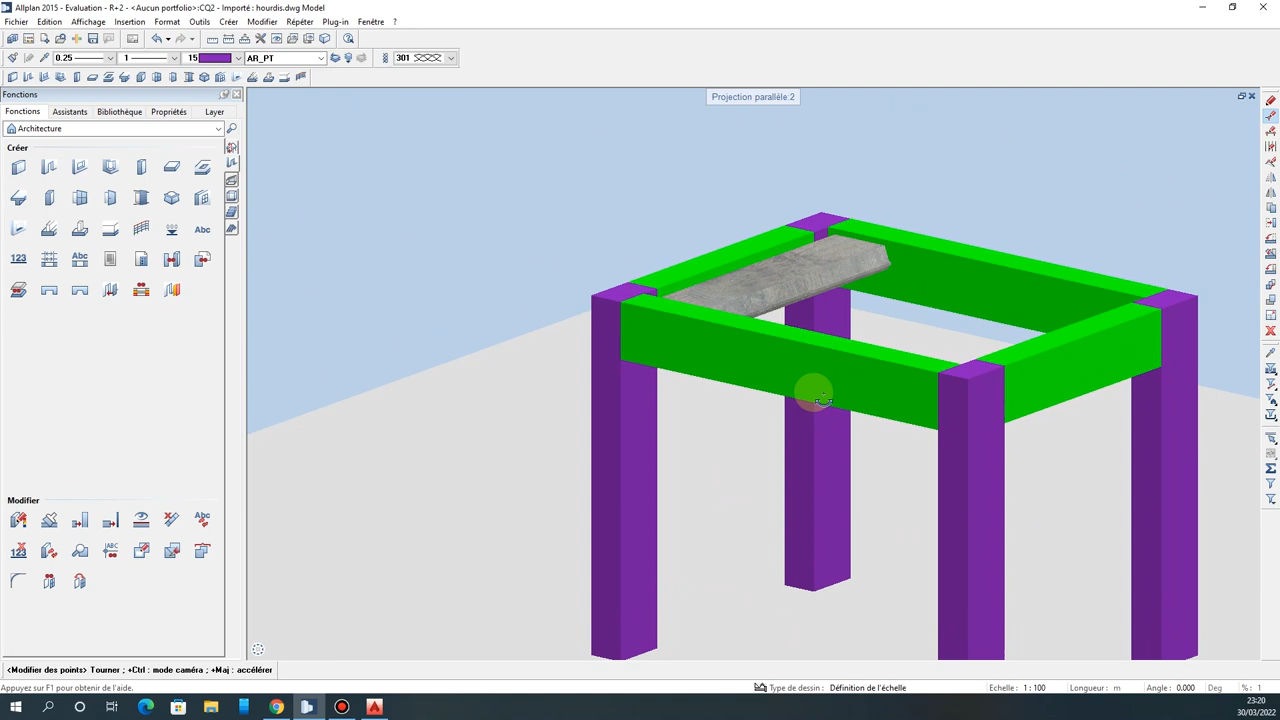 Allplan 2015 - Evaluation - R+2 - <Aucun portfolio>:CQ2 - Importé : hourdis.dwg Model
Fichier Edition Affichage Insertion Format Outils Créer Modifier Répétition Plug-in Fenêtre ?
0.25 1 15 AR_PT 301
Fonctions
Projection parallèle:2
Fonctions Assistants Bibliothèque Propriétés Layer
Architecture
Créer
Abc
123 Abc
Modifier
Abc
123 ABC
<Modifier des points> Tourner ; +Ctrl : mode caméra ; +Maj : accélérer
Appuyez sur F1 pour obtenir de l'aide. Type de dessin : Définition de l'échelle Echelle : 1 : 100 Longueur : m Angle : 0.000 Deg % : 1
23:20
30/03/2022